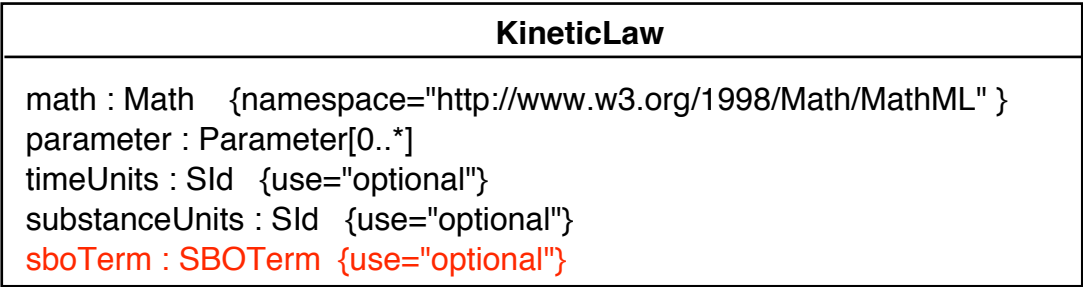 KineticLaw
math : Math {namespace="http://www.w3.org/1998/Math/MathML" }
parameter : Parameter[0..*]
timeUnits : SId {use="optional"}
substanceUnits : SId {use="optional"}
sboTerm : SBOTerm {use="optional"}